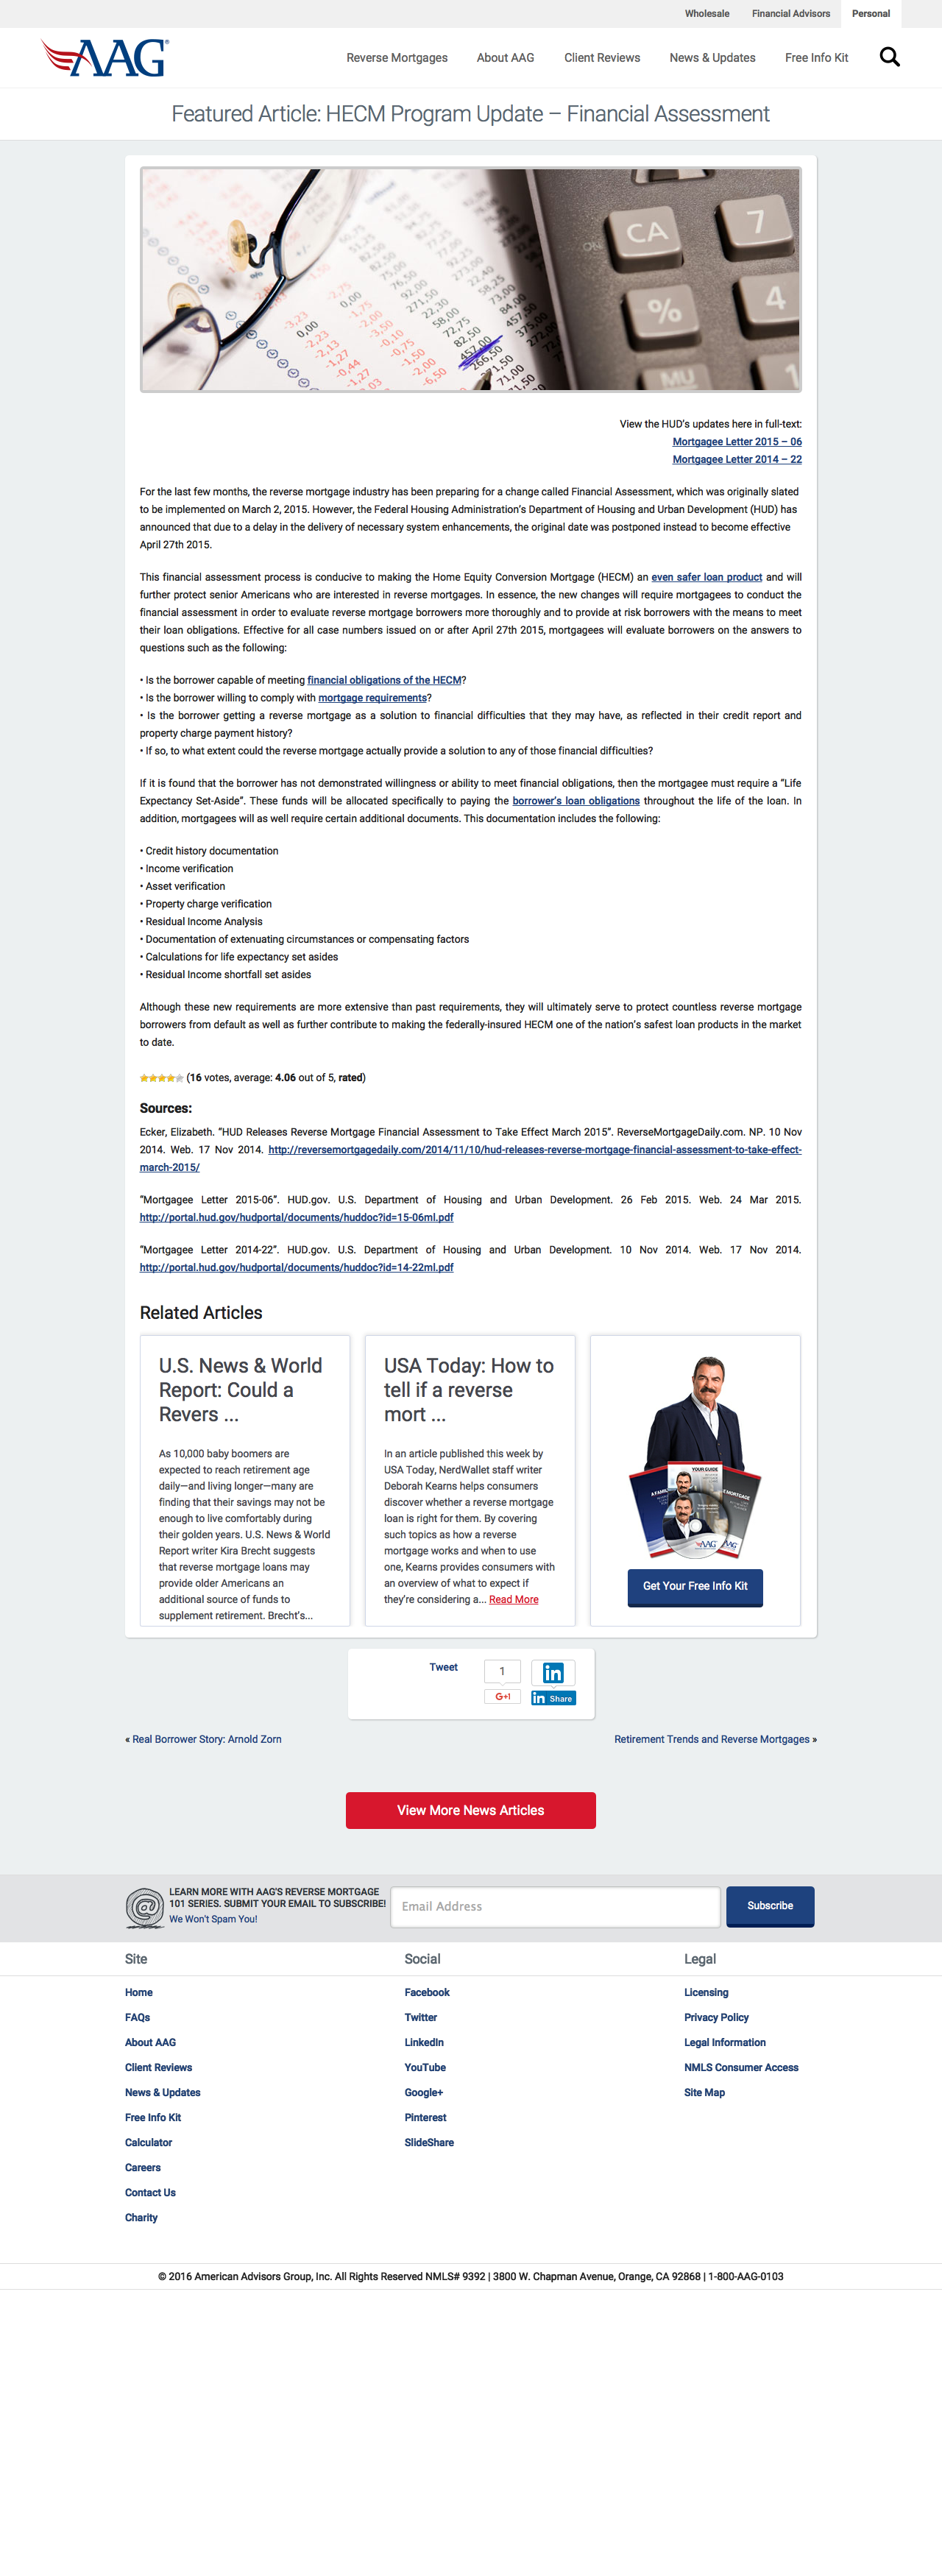 Wholesale Financial Advisors Personal
AAG
Reverse Mortgages About AAG Client Reviews News & Updates Free Info Kit
Featured Article: HECM Program Update – Financial Assessment
CA
7
%
4
MU
ON
View the HUD's updates here in full-text:
Mortgagee Letter 2015 – 06
Mortgagee Letter 2014 – 22
For the last few months, the reverse mortgage industry has been preparing for a change called Financial Assessment, which was originally slated
to be implemented on March 2, 2015. However, the Federal Housing Administration's Department of Housing and Urban Development (HUD) has
announced that due to a delay in the delivery of necessary system enhancements, the original date was postponed instead to become effective
April 27th 2015.
This financial assessment process is conducive to making the Home Equity Conversion Mortgage (HECM) an even safer loan product and will
further protect senior Americans who are interested in reverse mortgages. In essence, the new changes will require mortgagees to conduct the
financial assessment in order to evaluate reverse mortgage borrowers more thoroughly and to provide at risk borrowers with the means to meet
their loan obligations. Effective for all case numbers issued on or after April 27th 2015, mortgagees will evaluate borrowers on the answers to
questions such as the following:
• Is the borrower capable of meeting financial obligations of the HECM?
• Is the borrower willing to comply with mortgage requirements?
• Is the borrower getting a reverse mortgage as a solution to financial difficulties that they may have, as reflected in their credit report and
property charge payment history?
• If so, to what extent could the reverse mortgage actually provide a solution to any of those financial difficulties?
If it is found that the borrower has not demonstrated willingness or ability to meet financial obligations, then the mortgagee must require a "Life
Expectancy Set-Aside". These funds will be allocated specifically to paying the borrower's loan obligations throughout the life of the loan. In
addition, mortgagees will as well require certain additional documents. This documentation includes the following:
• Credit history documentation
• Income verification
• Asset verification
• Property charge verification
• Residual Income Analysis
• Documentation of extenuating circumstances or compensating factors
• Calculations for life expectancy set asides
• Residual Income shortfall set asides
Although these new requirements are more extensive than past requirements, they will ultimately serve to protect countless reverse mortgage
borrowers from default as well as further contribute to making the federally-insured HECM one of the nation's safest loan products in the market
to date.
(16 votes, average: 4.06 out of 5, rated)
Sources:
Ecker, Elizabeth. "HUD Releases Reverse Mortgage Financial Assessment to Take Effect March 2015". ReverseMortgageDaily.com. NP. 10 Nov
2014. Web. 17 Nov 2014. http://reversemortgagedaily.com/2014/11/10/hud-releases-reverse-mortgage-financial-assessment-to-take-effect-
march-2015/
"Mortgagee Letter 2015-06". HUD.gov. U.S. Department of Housing and Urban Development. 26 Feb 2015. Web. 24 Mar 2015.
http://portal.hud.gov/hudportal/documents/huddoc?id=15-06ml.pdf
"Mortgagee Letter 2014-22". HUD.gov. U.S. Department of Housing and Urban Development. 10 Nov 2014. Web. 17 Nov 2014.
http://portal.hud.gov/hudportal/documents/huddoc?id=14-22ml.pdf
Related Articles
U.S. News & World
Report: Could a
Revers ...
As 10,000 baby boomers are
expected to reach retirement age
daily—and living longer—many are
finding that their savings may not be
enough to live comfortably during
their golden years. U.S. News & World
Report writer Kira Brecht suggests
that reverse mortgage loans may
provide older Americans an
additional source of funds to
supplement retirement. Brecht's...
USA Today: How to
tell if a reverse
mort ...
In an article published this week by
USA Today, NerdWallet staff writer
Deborah Kearns helps consumers
discover whether a reverse mortgage
loan is right for them. By covering
such topics as how a reverse
mortgage works and when to use
one, Kearns provides consumers with
an overview of what to expect if
they're considering a... Read More
YOUR GUIDE
AAG
Get Your Free Info Kit
Tweet
1
G+1
in
in Share
« Real Borrower Story: Arnold Zorn
Retirement Trends and Reverse Mortgages »
View More News Articles
LEARN MORE WITH AAG'S REVERSE MORTGAGE
101 SERIES. SUBMIT YOUR EMAIL TO SUBSCRIBE!
We Won't Spam You!
Email Address
Subscribe
Site
Home
FAQs
About AAG
Client Reviews
News & Updates
Free Info Kit
Calculator
Careers
Contact Us
Charity
Social
Facebook
Twitter
LinkedIn
YouTube
Google+
Pinterest
SlideShare
Legal
Licensing
Privacy Policy
Legal Information
NMLS Consumer Access
Site Map
© 2016 American Advisors Group, Inc. All Rights Reserved NMLS# 9392 | 3800 W. Chapman Avenue, Orange, CA 92868 | 1-800-AAG-0103